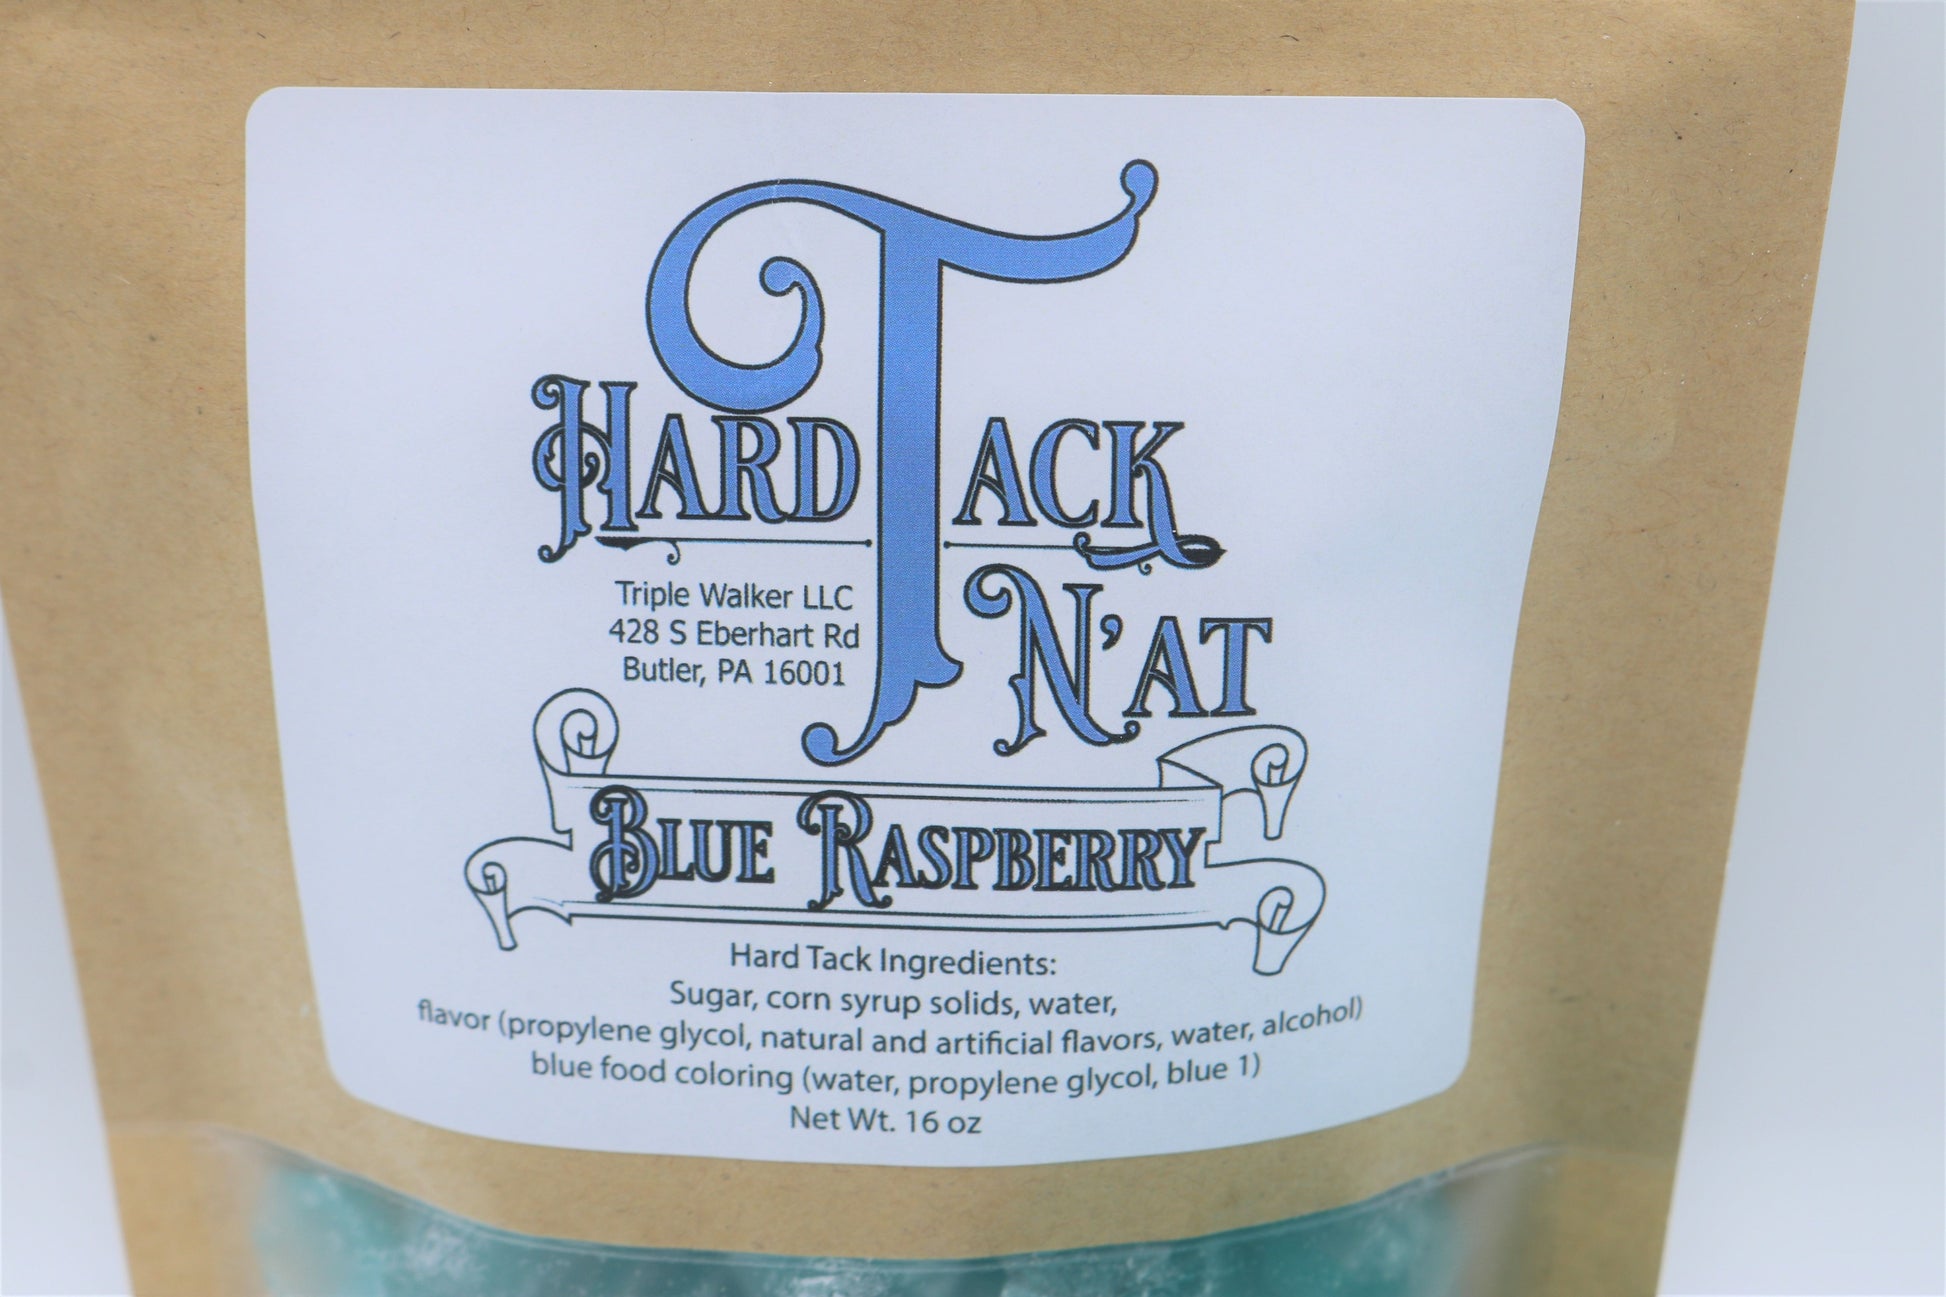 Hard Tack
N'at
Triple Walker LLC
428 S Eberhart Rd
Butler, PA 16001
Blue Raspberry
Hard Tack Ingredients:
Sugar, corn syrup solids, water,
flavor (propylene glycol, natural and artificial flavors, water, alcohol)
blue food coloring (water, propylene glycol, blue 1)
Net Wt. 16 oz